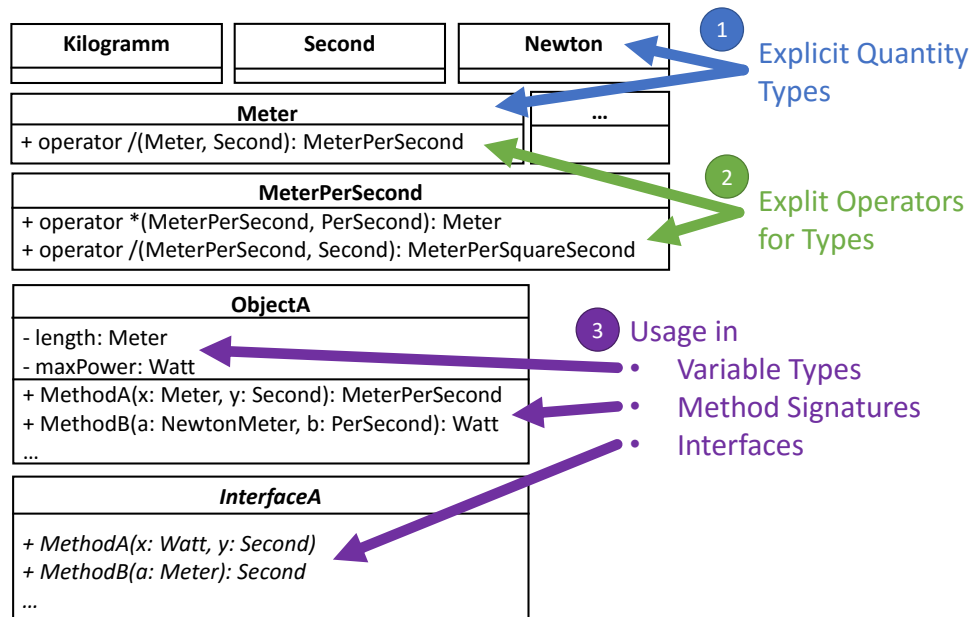 Kilogramm
Second
Newton
1
Explicit Quantity
Types
Meter
+ operator /(Meter, Second): MeterPerSecond
...
2
Explit Operators
for Types
MeterPerSecond
+ operator *(MeterPerSecond, PerSecond): Meter
+ operator /(MeterPerSecond, Second): MeterPerSquareSecond
ObjectA
- length: Meter
- maxPower: Watt
+ MethodA(x: Meter, y: Second): MeterPerSecond
+ MethodB(a: NewtonMeter, b: PerSecond): Watt
...
3
Usage in
• Variable Types
• Method Signatures
• Interfaces
InterfaceA
+ MethodA(x: Watt, y: Second)
+ MethodB(a: Meter): Second
...